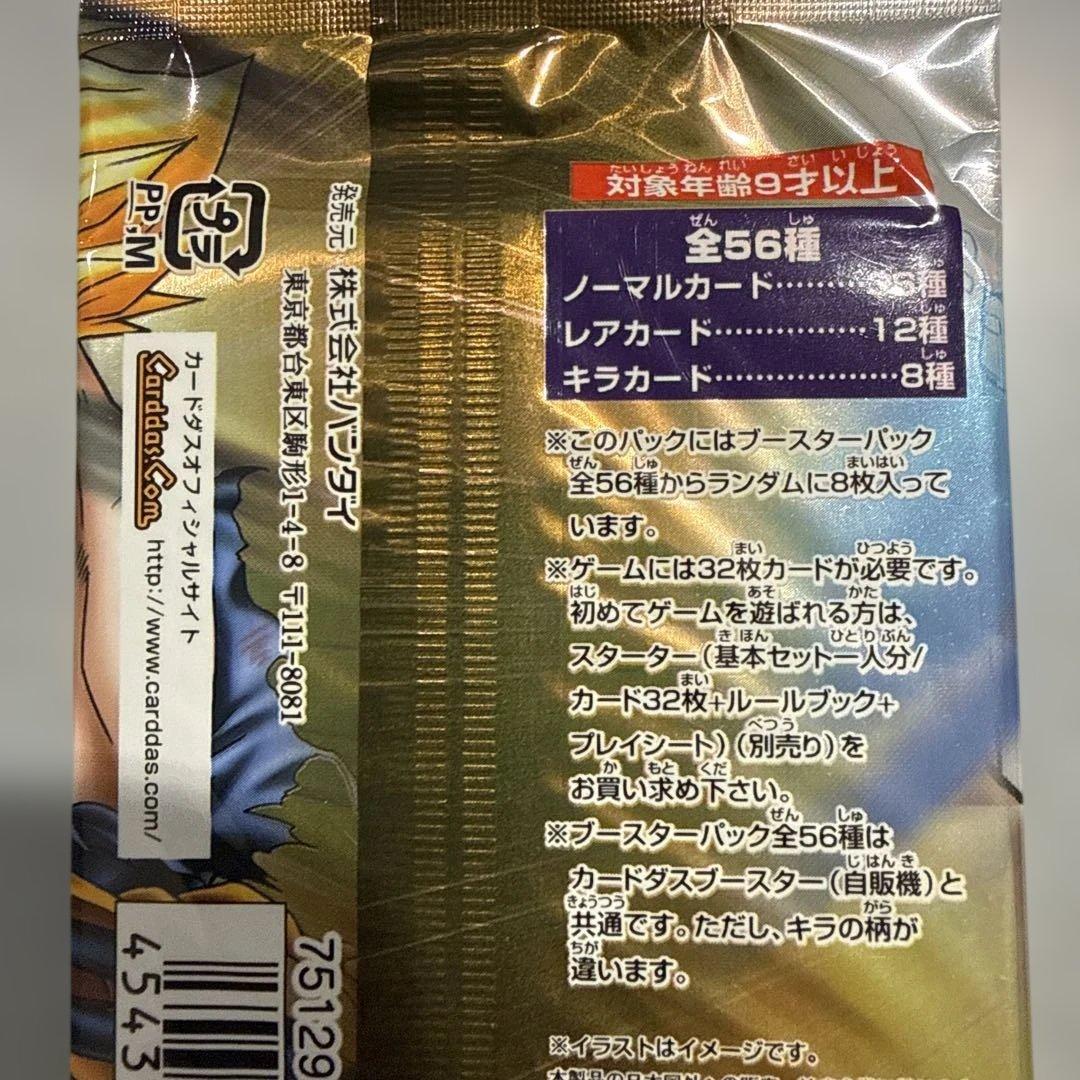 対象年齢9才以上
全56種
ノーマルカード
レアカード……………12種
キラカード………………8種
※このパックにはブースターパック
全56種からランダムに8枚入って
います。
※ゲームには32枚カードが必要です。
初めてゲームを遊ばれる方は、
スターター(基本セット一人分/
カード32枚+ルールブック+
プレイシート)(別売り)を
お買い求め下さい。
※ブースターパック全56種は
カードダスブースター(自販機)と
共通です。ただし、キラの柄が
違います。
※イラストはイメージです。
発売元 株式会社バンダイ
東京都台東区駒形1-4-8 〒111-8081
プラ
PP,M
カードダスオフィシャルサイト
Carddas.Com http://www.carddas.com/
4543
75129